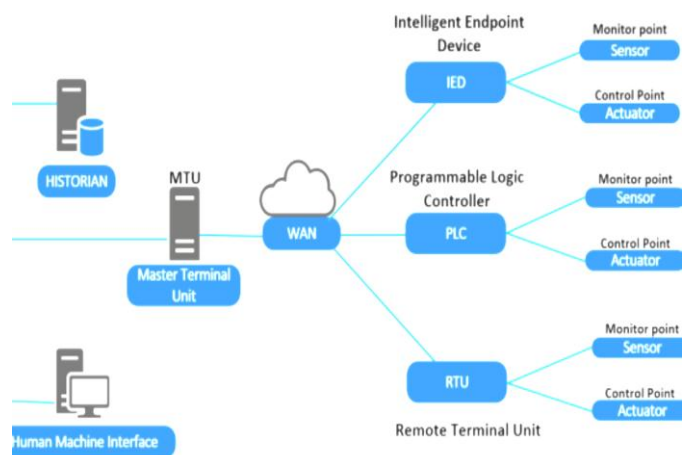 Intelligent Endpoint
Device
IED
Monitor point
Sensor
Control Point
Actuator
HISTORIAN
MTU
Master Terminal
Unit
WAN
Programmable Logic
Controller
PLC
Monitor point
Sensor
Control Point
Actuator
Human Machine Interface
RTU
Remote Terminal Unit
Monitor point
Sensor
Control Point
Actuator